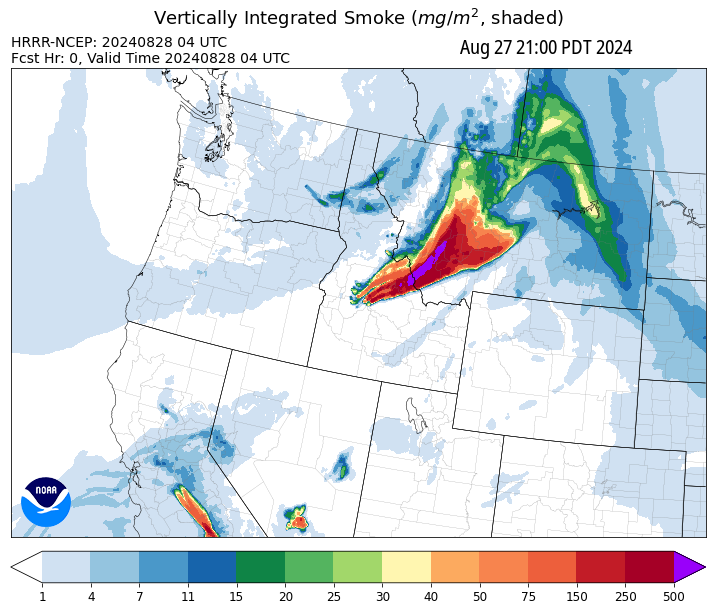 Vertically Integrated Smoke (mg/m², shaded)
HRRR-NCEP: 20240828 04 UTC
Aug 27 21:00 PDT 2024
Fcst Hr: 0, Valid Time 20240828 04 UTC
NOAA
1 4 7 11 15 20 25 30 40 50 75 150 250 500